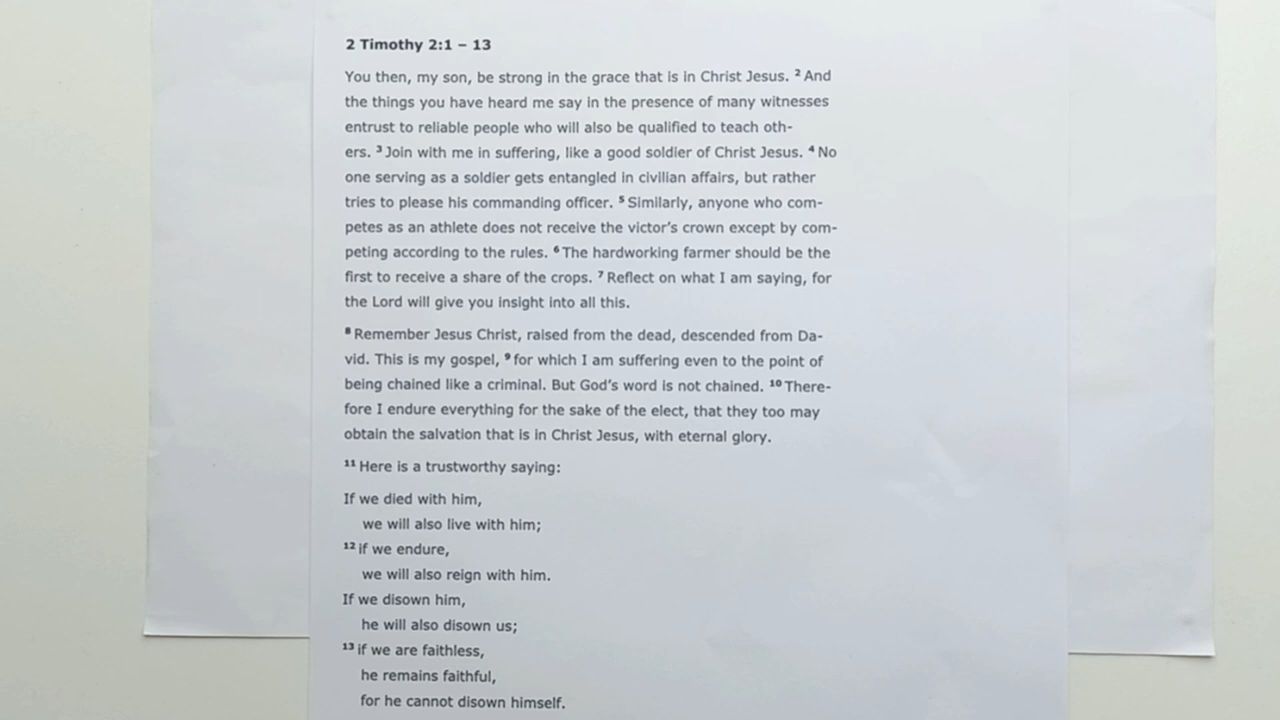 2 Timothy 2:1 – 13
You then, my son, be strong in the grace that is in Christ Jesus. 2 And
the things you have heard me say in the presence of many witnesses
entrust to reliable people who will also be qualified to teach oth-
ers. 3 Join with me in suffering, like a good soldier of Christ Jesus. 4 No
one serving as a soldier gets entangled in civilian affairs, but rather
tries to please his commanding officer. 5 Similarly, anyone who com-
petes as an athlete does not receive the victor's crown except by com-
peting according to the rules. 6 The hardworking farmer should be the
first to receive a share of the crops. 7 Reflect on what I am saying, for
the Lord will give you insight into all this.
8 Remember Jesus Christ, raised from the dead, descended from Da-
vid. This is my gospel, 9 for which I am suffering even to the point of
being chained like a criminal. But God's word is not chained. 10 There-
fore I endure everything for the sake of the elect, that they too may
obtain the salvation that is in Christ Jesus, with eternal glory.
11 Here is a trustworthy saying:
If we died with him,
we will also live with him;
12 if we endure,
we will also reign with him.
If we disown him,
he will also disown us;
13 if we are faithless,
he remains faithful,
for he cannot disown himself.